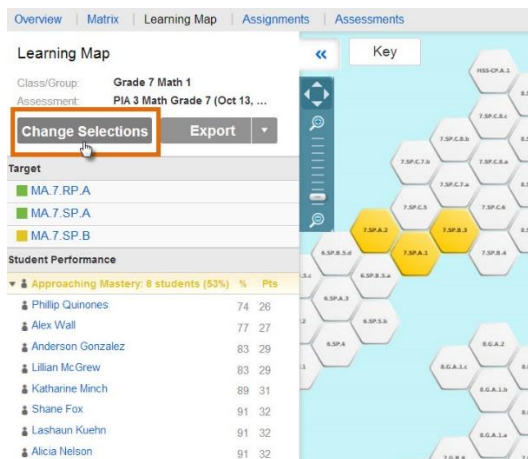 Overview Matrix Learning Map Assignments Assessments
Learning Map
Class/Group: Grade 7 Math 1
Assessment: PIA 3 Math Grade 7 (Oct 13, ...
Change Selections Export
Target
MA.7.RP.A
MA.7.SP.A
MA.7.SP.B
Student Performance
Approaching Mastery: 8 students (53%) % Pts
Phillip Quinones 74 26
Alex Wall 77 27
Anderson Gonzalez 83 29
Lillian McGrew 83 29
Katharine Minch 89 31
Shane Fox 91 32
Lashaun Kuehn 91 32
Alicia Nelson 91 32
« Key
HSS-CP.A.1
7.SP.C.8.c
7.SP.C.8.b
7.SP.C.7.b 7.SP.C.8.a
7.SP.C.7.a
7.SP.C.5 7.SP.C.6
7.SP.A.2 7.SP.B.3
6.SP.B.5.d 7.SP.A.1 7.SP.B.4
6.SP.B.5.a
6.SP.A.3
6.SP.5.b
6.SP.4
8.G.A.2
8.G.A.1.c
8.G.A.1.b
8.G.A.1.a